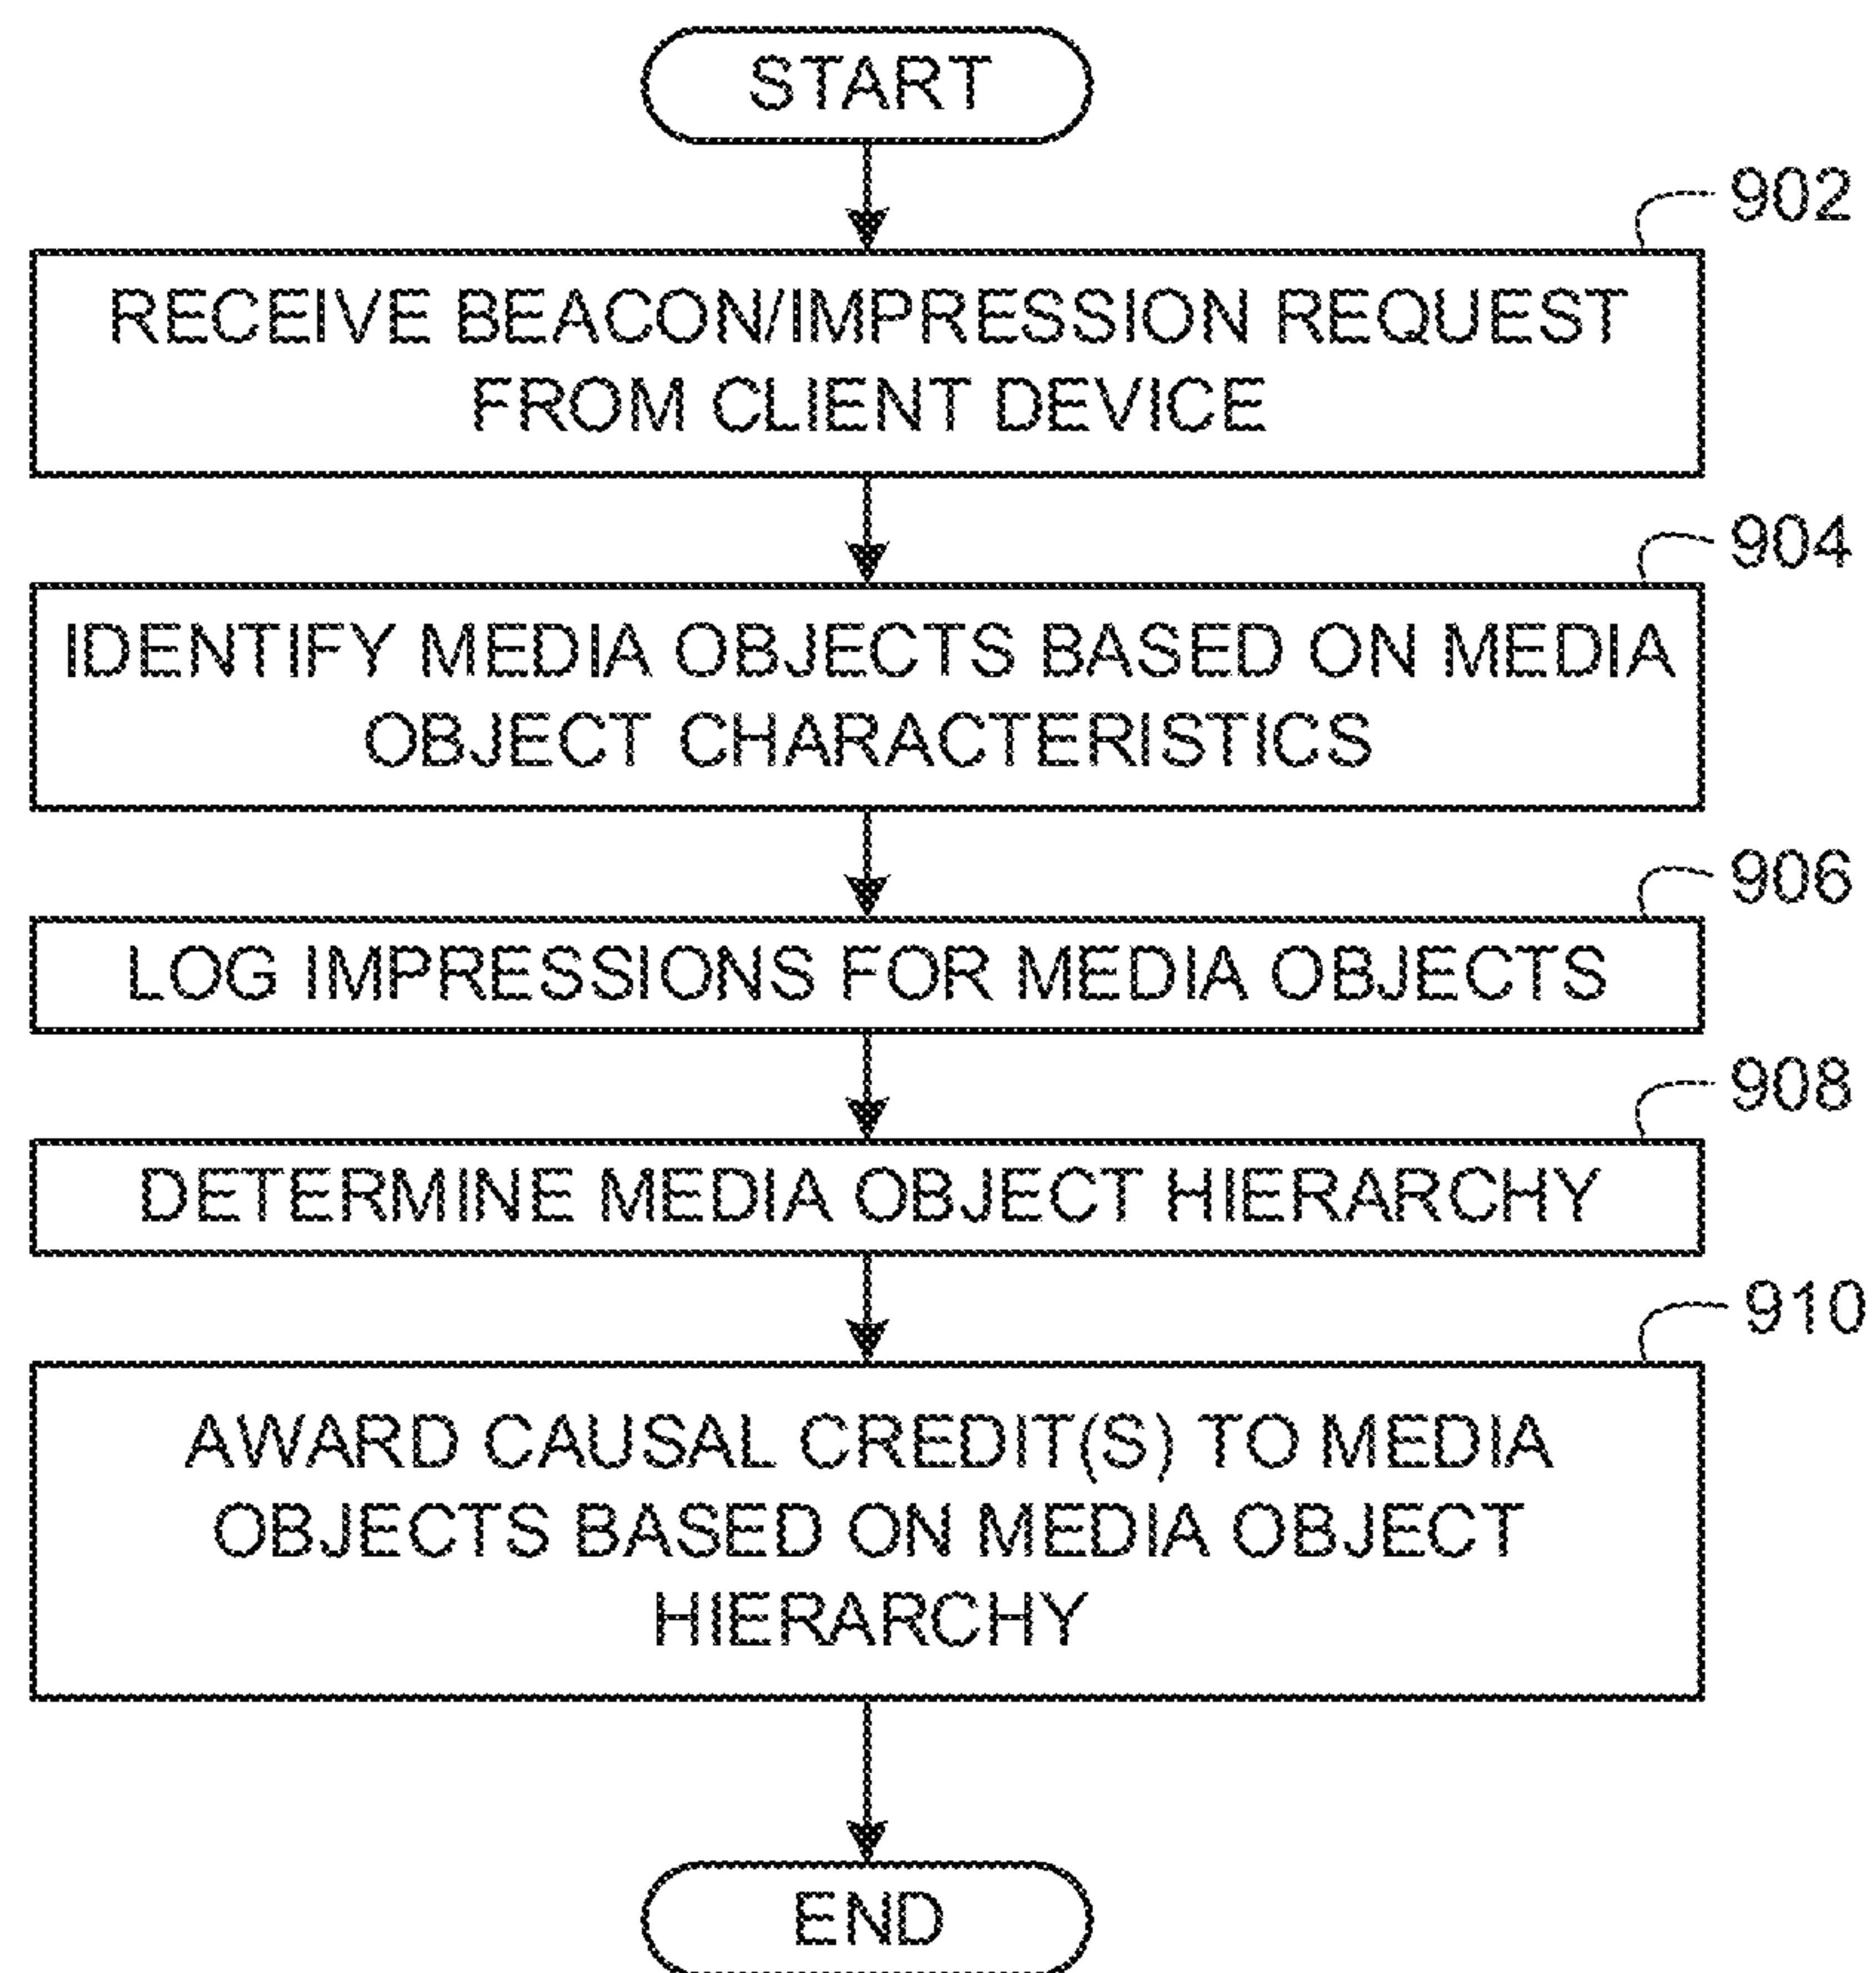 START
902
RECEIVE BEACON/IMPRESSION REQUEST
FROM CLIENT DEVICE
904
IDENTIFY MEDIA OBJECTS BASED ON MEDIA
OBJECT CHARACTERISTICS
906
LOG IMPRESSIONS FOR MEDIA OBJECTS
908
DETERMINE MEDIA OBJECT HIERARCHY
910
AWARD CAUSAL CREDIT(S) TO MEDIA
OBJECTS BASED ON MEDIA OBJECT
HIERARCHY
END